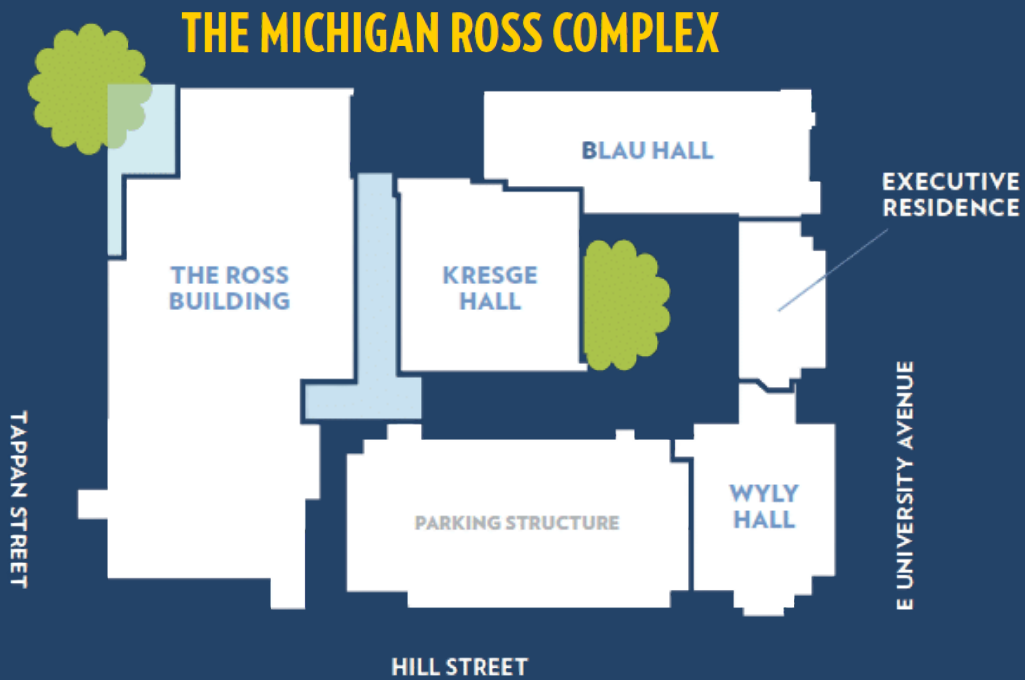 THE MICHIGAN ROSS COMPLEX
BLAU HALL
EXECUTIVE
RESIDENCE
THE ROSS
BUILDING
KRESGE
HALL
TAPPAN STREET
E UNIVERSITY AVENUE
WYLY
HALL
PARKING STRUCTURE
HILL STREET